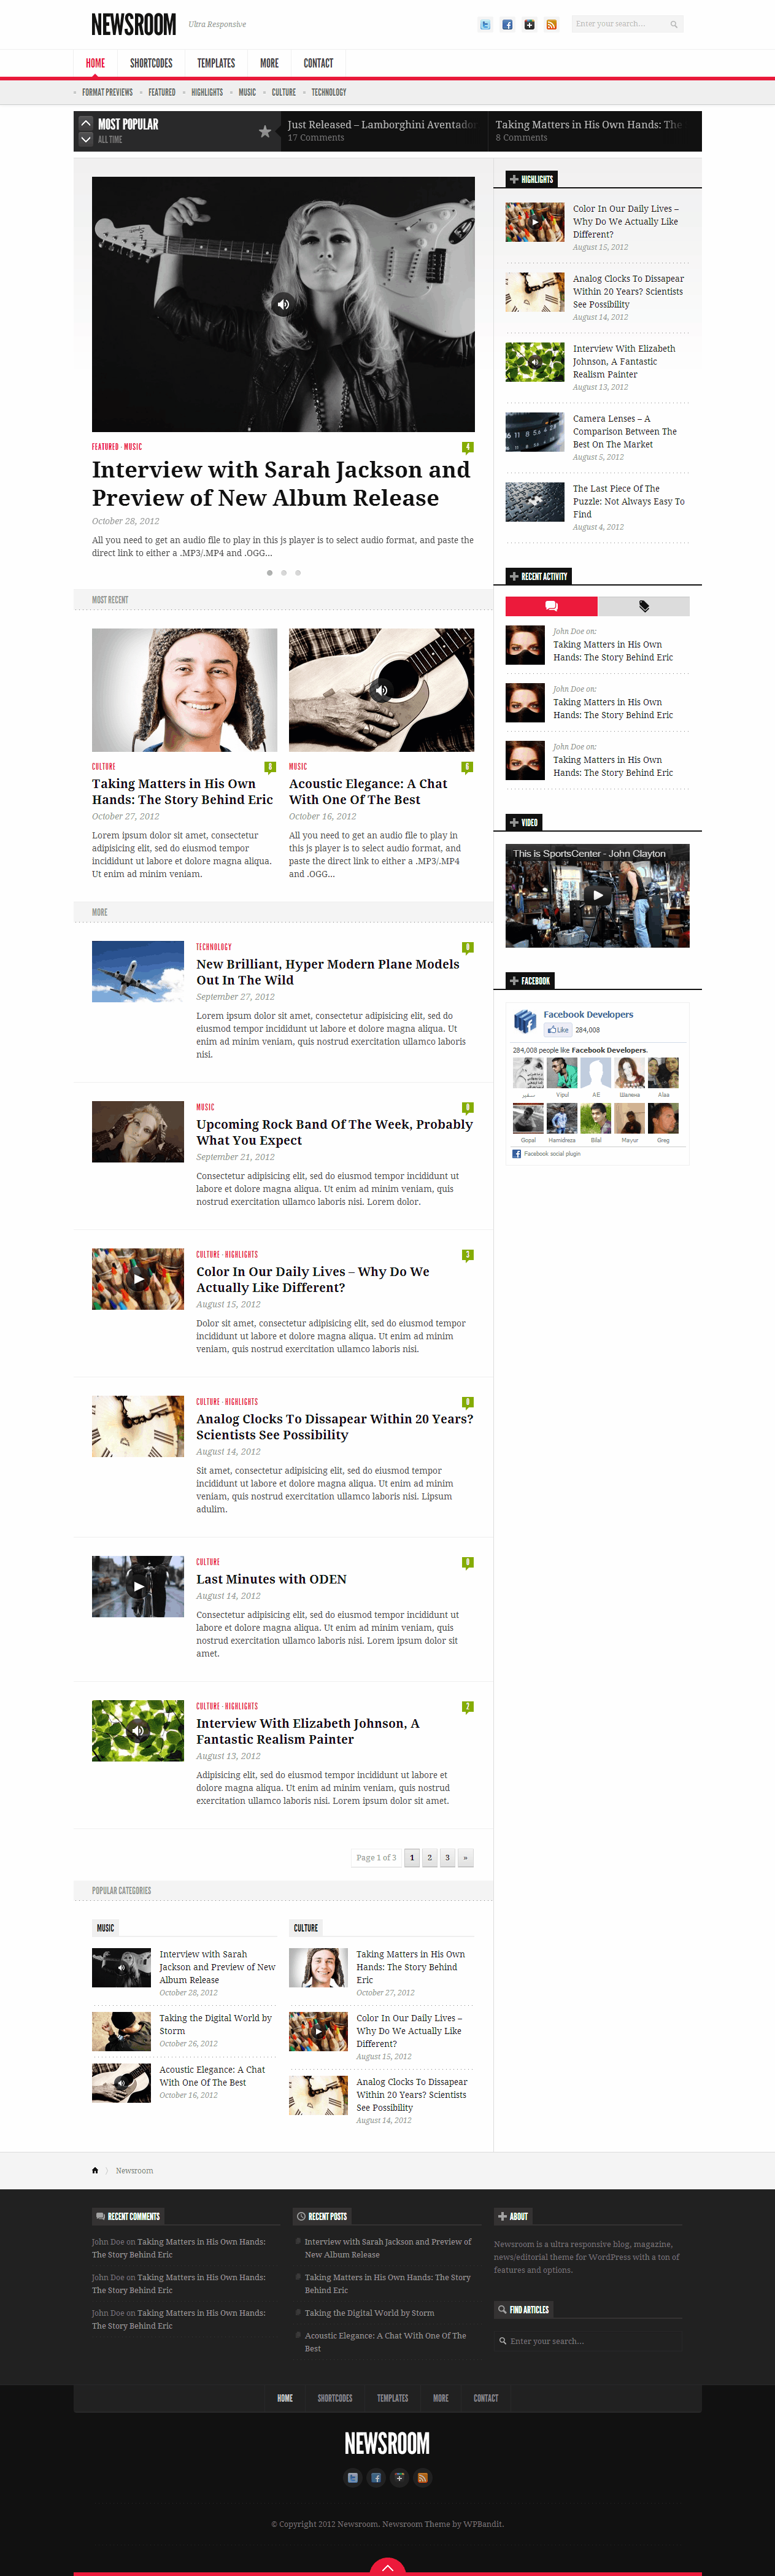 NEWSROOM
Ultra Responsive
Enter your search...
HOME
SHORTCODES
TEMPLATES
MORE
CONTACT
FORMAT PREVIEWS
FEATURED
HIGHLIGHTS
MUSIC
CULTURE
TECHNOLOGY
MOST POPULAR
ALL TIME
Just Released – Lamborghini Aventador
17 Comments
Taking Matters in His Own Hands: The
8 Comments
FEATURED · MUSIC
4
Interview with Sarah Jackson and
Preview of New Album Release
October 28, 2012
All you need to get an audio file to play in this js player is to select audio format, and paste the
direct link to either a .MP3/.MP4 and .OGG...
MOST RECENT
CULTURE
8
Taking Matters in His Own
Hands: The Story Behind Eric
October 27, 2012
Lorem ipsum dolor sit amet, consectetur
adipisicing elit, sed do eiusmod tempor
incididunt ut labore et dolore magna aliqua.
Ut enim ad minim veniam.
MUSIC
6
Acoustic Elegance: A Chat
With One Of The Best
October 16, 2012
All you need to get an audio file to play in
this js player is to select audio format, and
paste the direct link to either a .MP3/.MP4
and .OGG...
MORE
TECHNOLOGY
New Brilliant, Hyper Modern Plane Models
Out In The Wild
September 27, 2012
Lorem ipsum dolor sit amet, consectetur adipisicing elit, sed do
eiusmod tempor incididunt ut labore et dolore magna aliqua. Ut
enim ad minim veniam, quis nostrud exercitation ullamco laboris
nisi.
MUSIC
Upcoming Rock Band Of The Week, Probably
What You Expect
September 21, 2012
Consectetur adipisicing elit, sed do eiusmod tempor incididunt ut
labore et dolore magna aliqua. Ut enim ad minim veniam, quis
nostrud exercitation ullamco laboris nisi. Lorem dolor.
CULTURE · HIGHLIGHTS
3
Color In Our Daily Lives – Why Do We
Actually Like Different?
August 15, 2012
Dolor sit amet, consectetur adipisicing elit, sed do eiusmod tempor
incididunt ut labore et dolore magna aliqua. Ut enim ad minim
veniam, quis nostrud exercitation ullamco laboris nisi.
CULTURE · HIGHLIGHTS
Analog Clocks To Dissapear Within 20 Years?
Scientists See Possibility
August 14, 2012
Sit amet, consectetur adipisicing elit, sed do eiusmod tempor
incididunt ut labore et dolore magna aliqua. Ut enim ad minim
veniam, quis nostrud exercitation ullamco laboris nisi. Lipsum
adulim.
CULTURE
Last Minutes with ODEN
August 14, 2012
Consectetur adipisicing elit, sed do eiusmod tempor incididunt ut
labore et dolore magna aliqua. Ut enim ad minim veniam, quis
nostrud exercitation ullamco laboris nisi. Lorem ipsum dolor sit
amet.
CULTURE · HIGHLIGHTS
2
Interview With Elizabeth Johnson, A
Fantastic Realism Painter
August 13, 2012
Adipisicing elit, sed do eiusmod tempor incididunt ut labore et
dolore magna aliqua. Ut enim ad minim veniam, quis nostrud
exercitation ullamco laboris nisi. Lorem ipsum dolor sit amet.
Page 1 of 3
1
2
3
»
POPULAR CATEGORIES
MUSIC
Interview with Sarah
Jackson and Preview of New
Album Release
October 28, 2012
Taking the Digital World by
Storm
October 26, 2012
Acoustic Elegance: A Chat
With One Of The Best
October 16, 2012
CULTURE
Taking Matters in His Own
Hands: The Story Behind
Eric
October 27, 2012
Color In Our Daily Lives –
Why Do We Actually Like
Different?
August 15, 2012
Analog Clocks To Dissapear
Within 20 Years? Scientists
See Possibility
August 14, 2012
HIGHLIGHTS
Color In Our Daily Lives –
Why Do We Actually Like
Different?
August 15, 2012
Analog Clocks To Dissapear
Within 20 Years? Scientists
See Possibility
August 14, 2012
Interview With Elizabeth
Johnson, A Fantastic
Realism Painter
August 13, 2012
Camera Lenses – A
Comparison Between The
Best On The Market
August 5, 2012
The Last Piece Of The
Puzzle: Not Always Easy To
Find
August 4, 2012
RECENT ACTIVITY
John Doe on:
Taking Matters in His Own
Hands: The Story Behind Eric
John Doe on:
Taking Matters in His Own
Hands: The Story Behind Eric
John Doe on:
Taking Matters in His Own
Hands: The Story Behind Eric
VIDEO
This is SportsCenter - John Clayton
FACEBOOK
Facebook Developers
Like
284,008
284,008 people like Facebook Developers.
Vipul
AE
Шалена
Alaa
Gopal
Hamidreza
Bilal
Mayur
Greg
Facebook social plugin
Newsroom
RECENT COMMENTS
John Doe on Taking Matters in His Own Hands:
The Story Behind Eric
John Doe on Taking Matters in His Own Hands:
The Story Behind Eric
John Doe on Taking Matters in His Own Hands:
The Story Behind Eric
RECENT POSTS
Interview with Sarah Jackson and Preview of
New Album Release
Taking Matters in His Own Hands: The Story
Behind Eric
Taking the Digital World by Storm
Acoustic Elegance: A Chat With One Of The
Best
ABOUT
Newsroom is a ultra responsive blog, magazine,
news/editorial theme for WordPress with a ton of
features and options.
FIND ARTICLES
Enter your search...
HOME
SHORTCODES
TEMPLATES
MORE
CONTACT
NEWSROOM
© Copyright 2012 Newsroom. Newsroom Theme by WPBandit.